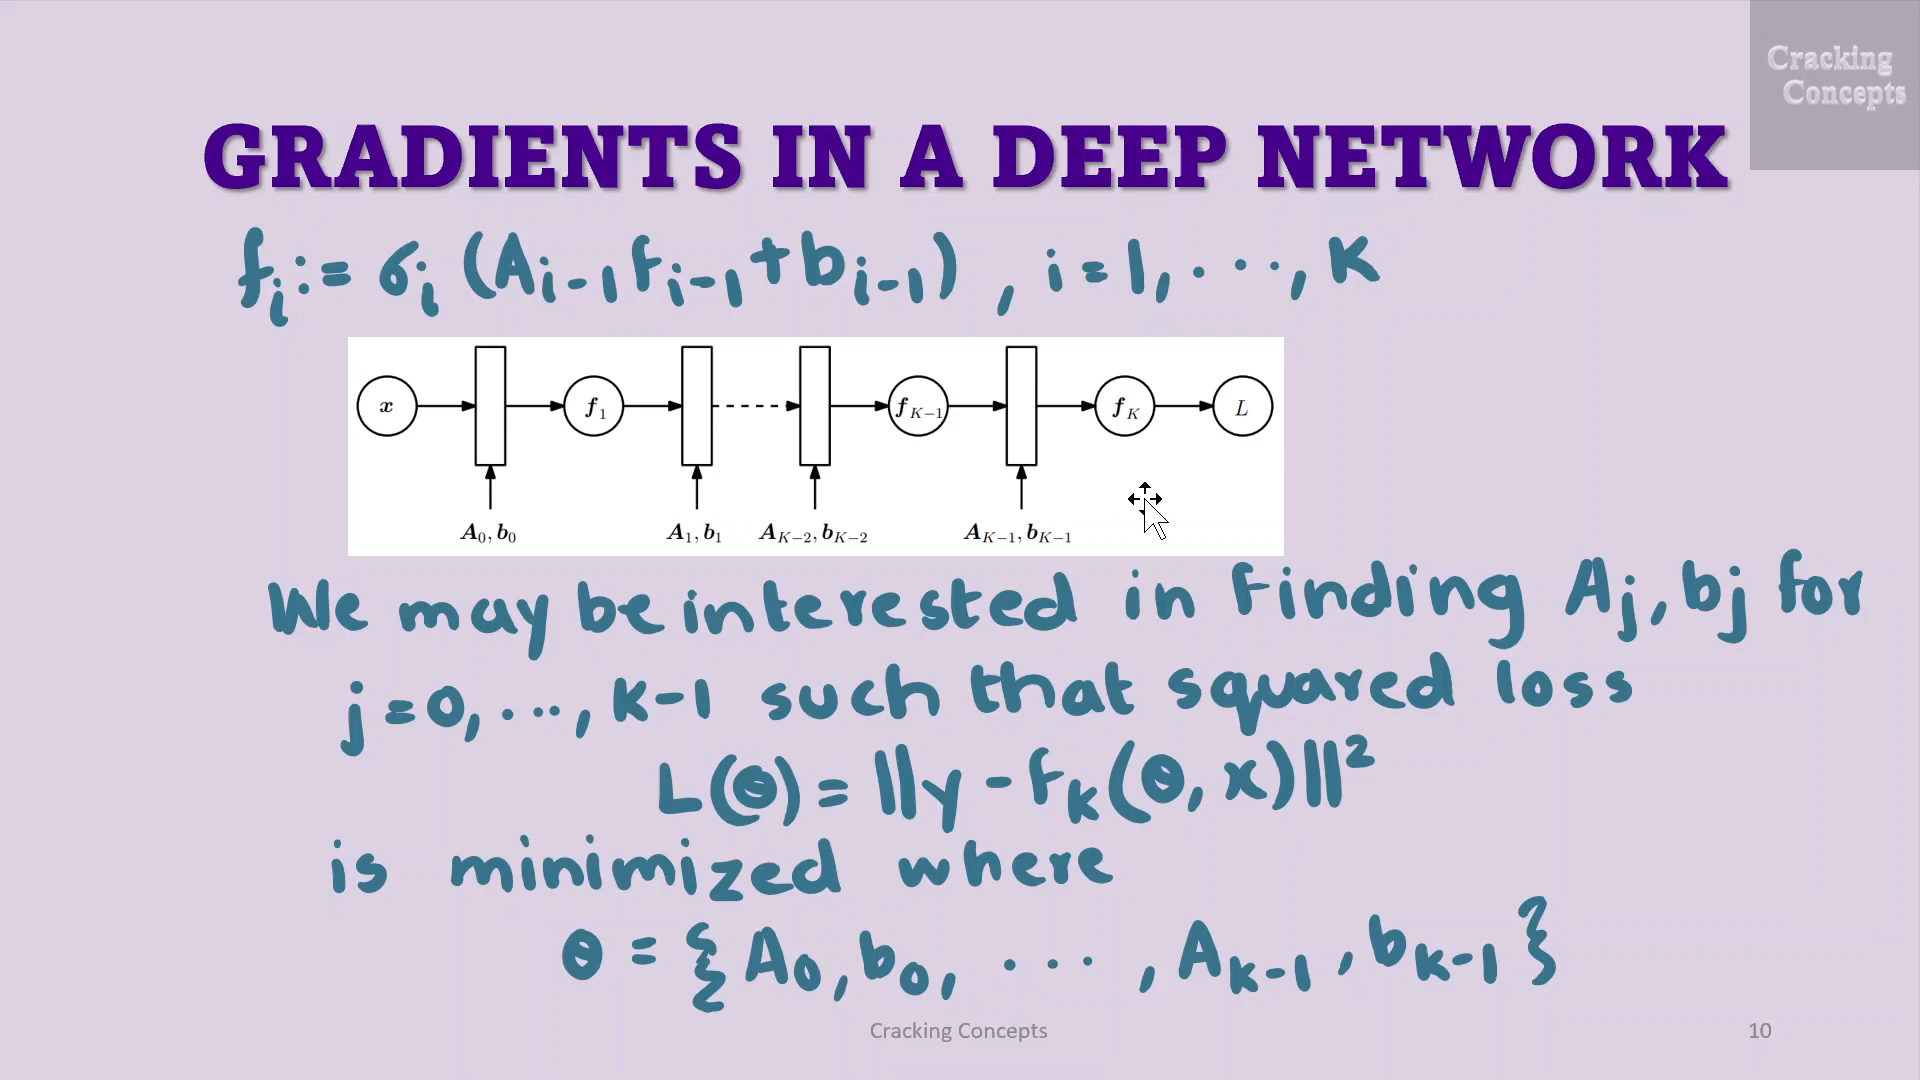 Cracking
Concepts
GRADIENTS IN A DEEP NETWORK
fᵢ := σᵢ (Aᵢ₋₁ fᵢ₋₁ + bᵢ₋₁) , i = 1, ..., K
x f₁ f_{K−1} f_K L
A₀, b₀ A₁, b₁ A_{K−2}, b_{K−2} A_{K−1}, b_{K−1}
We may be interested in finding Aj, bj for
j = 0, ..., K-1 such that squared loss
L(θ) = ||y - f_K(θ, x)||²
is minimized where
θ = {A₀, b₀, ... , A_{K-1}, b_{K-1}}
Cracking Concepts 10